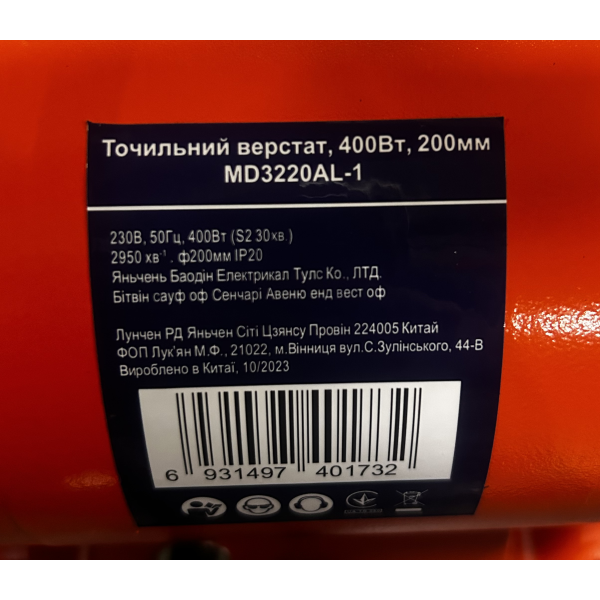 Точильний верстат, 400Вт, 200мм
MD3220AL-1
230В, 50Гц, 400Вт (S2 30хв.)
2950 хв⁻¹ . ф200мм IP20
Яньчень Баодін Електрикал Тулс Ко., ЛТД.
Бітвін сауф оф Сенчарі Авеню енд вест оф
Лунчен РД Яньчен Сіті Цзянсу Провін 224005 Китай
ФОП Лук'ян М.Ф., 21022, м.Вінниця вул.С.Зулінського, 44-В
Вироблено в Китаї, 10/2023
6 931497 401732